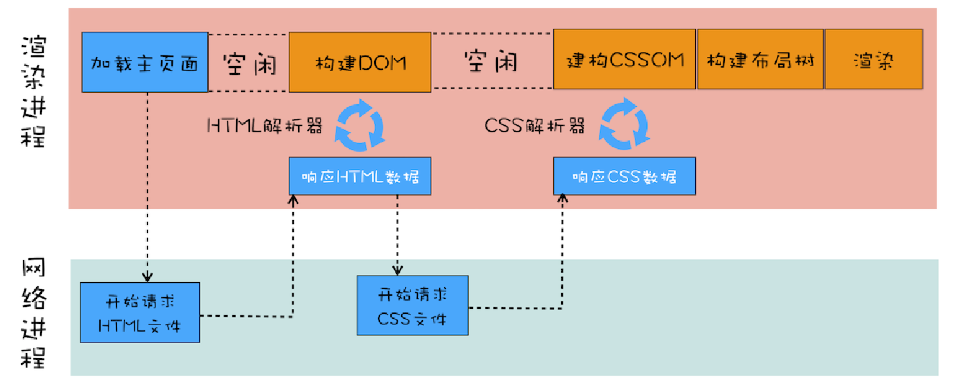 渲染进程
加载主页面
空闲
构建DOM
空闲
建构CSSOM
构建布局树
渲染
HTML解析器
CSS解析器
响应HTML数据
响应CSS数据
网络进程
开始请求
HTML文件
开始请求
CSS文件